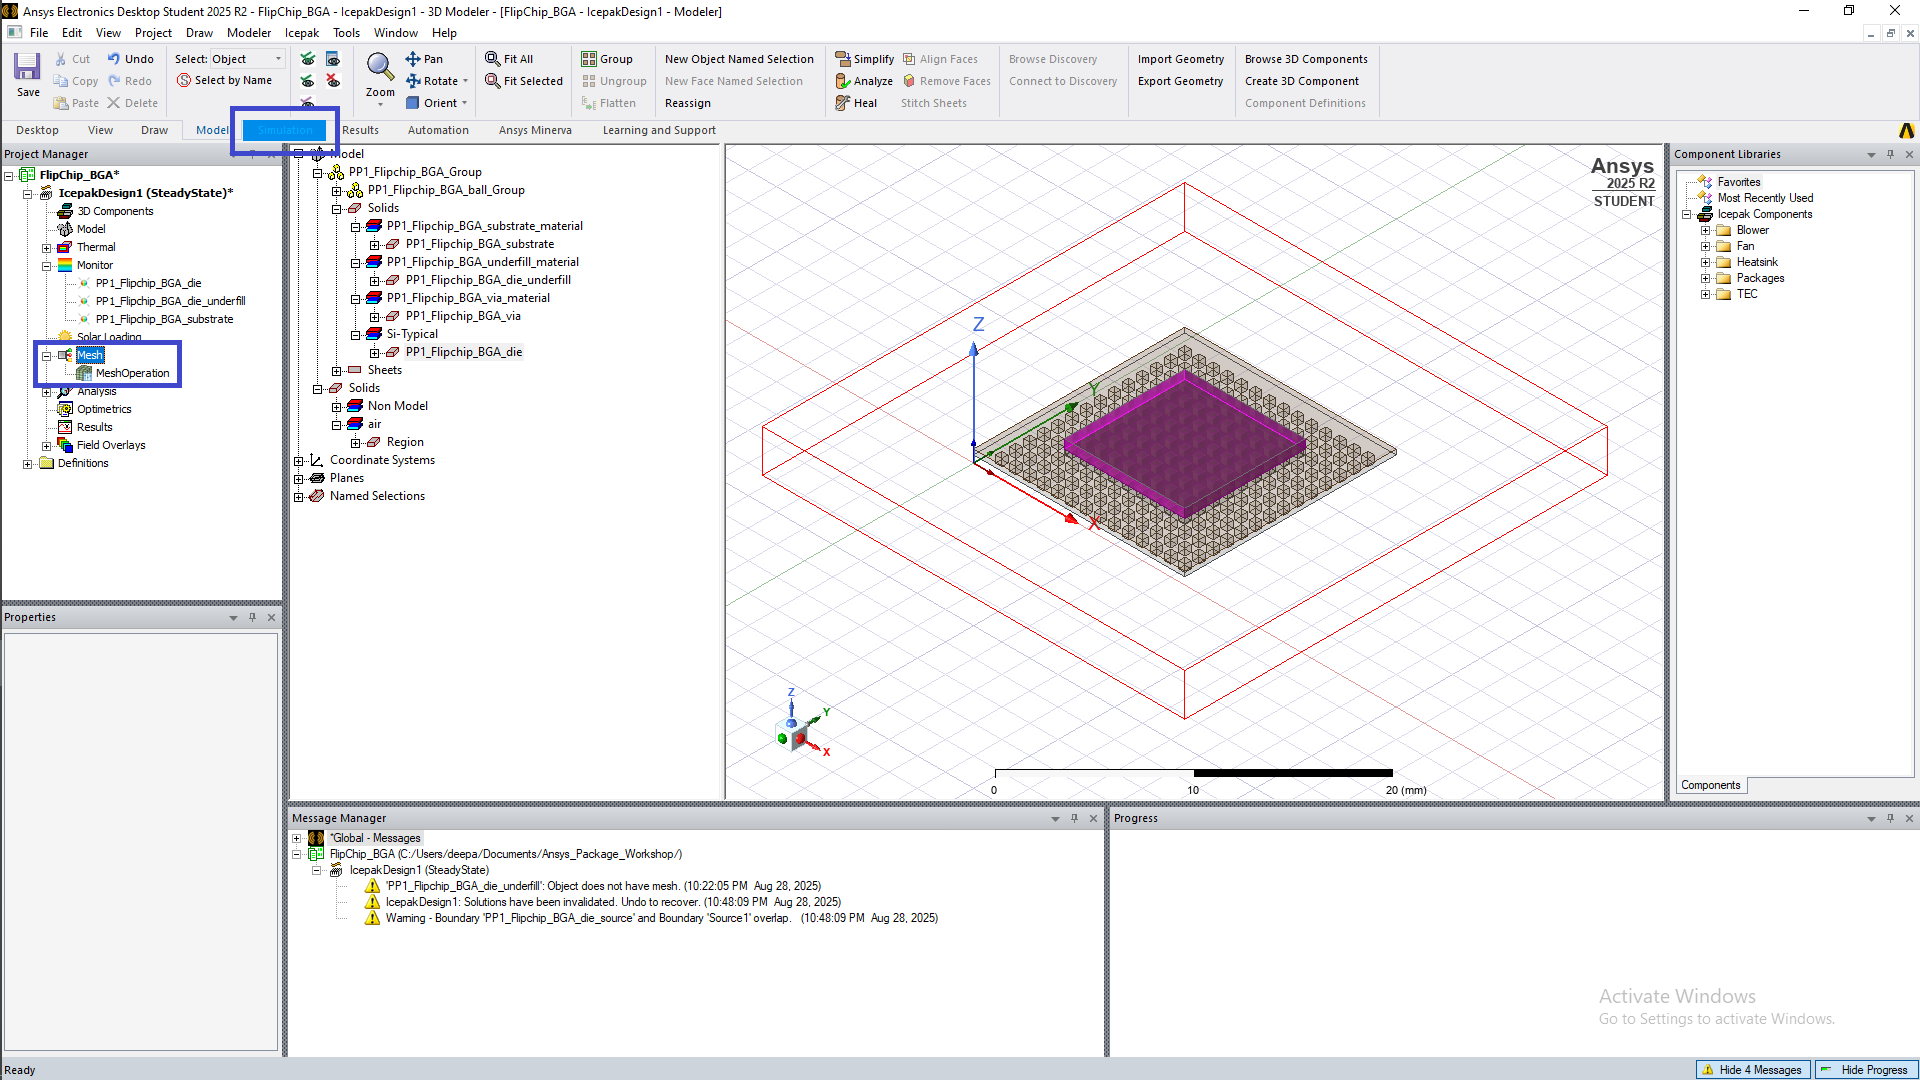 Ansys Electronics Desktop Student 2025 R2 - FlipChip_BGA - IcepakDesign1 - 3D Modeler - [FlipChip_BGA - IcepakDesign1 - Modeler]
File Edit View Project Draw Modeler Icepak Tools Window Help
Save
Cut
Copy
Paste
Undo
Redo
Delete
Select: Object
Select by Name
Zoom
Pan
Rotate
Orient
Fit All
Fit Selected
Group
Ungroup
Flatten
New Object Named Selection
New Face Named Selection
Reassign
Simplify
Analyze
Heal
Align Faces
Remove Faces
Stitch Sheets
Browse Discovery
Connect to Discovery
Import Geometry
Export Geometry
Browse 3D Components
Create 3D Component
Component Definitions
Desktop View Draw Model Simulation Results Automation Ansys Minerva Learning and Support
Project Manager
FlipChip_BGA*
IcepakDesign1 (SteadyState)*
3D Components
Model
Thermal
Monitor
PP1_Flipchip_BGA_die
PP1_Flipchip_BGA_die_underfill
PP1_Flipchip_BGA_substrate
Solar Loading
Mesh
MeshOperation
Analysis
Optimetrics
Results
Field Overlays
Definitions
Properties
Model
PP1_Flipchip_BGA_Group
PP1_Flipchip_BGA_ball_Group
Solids
PP1_Flipchip_BGA_substrate_material
PP1_Flipchip_BGA_substrate
PP1_Flipchip_BGA_underfill_material
PP1_Flipchip_BGA_die_underfill
PP1_Flipchip_BGA_via_material
PP1_Flipchip_BGA_via
Si-Typical
PP1_Flipchip_BGA_die
Sheets
Solids
Non Model
air
Region
Coordinate Systems
Planes
Named Selections
Ansys
2025 R2
STUDENT
Z
Y
X
Z
Y
X
0 10 20 (mm)
Component Libraries
Favorites
Most Recently Used
Icepak Components
Blower
Fan
Heatsink
Packages
TEC
Components
Message Manager
*Global - Messages
FlipChip_BGA (C:/Users/deepa/Documents/Ansys_Package_Workshop/)
IcepakDesign1 (SteadyState)
'PP1_Flipchip_BGA_die_underfill': Object does not have mesh. (10:22:05 PM Aug 28, 2025)
IcepakDesign1: Solutions have been invalidated. Undo to recover. (10:48:09 PM Aug 28, 2025)
Warning - Boundary 'PP1_Flipchip_BGA_die_source' and Boundary 'Source1' overlap. (10:48:09 PM Aug 28, 2025)
Progress
Activate Windows
Go to Settings to activate Windows.
Ready
Hide 4 Messages
Hide Progress